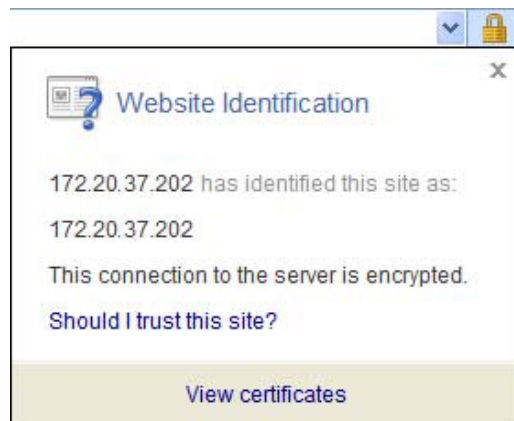 Website Identification
172.20.37.202 has identified this site as:
172.20.37.202
This connection to the server is encrypted.
Should I trust this site?
View certificates